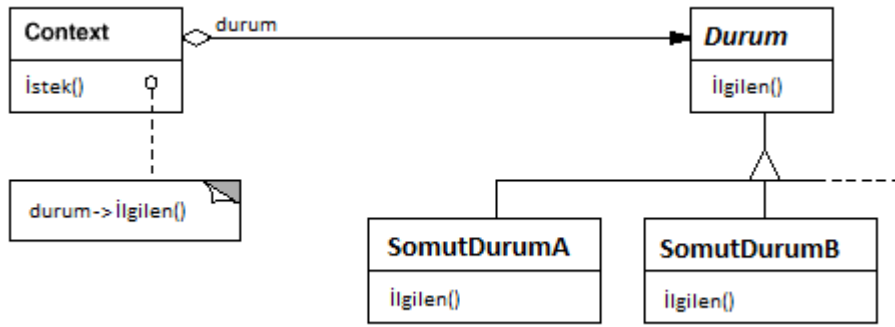 Context
durum
Durum
İstek()
İlgilen()
durum->İlgilen()
SomutDurumA
SomutDurumB
İlgilen()
İlgilen()